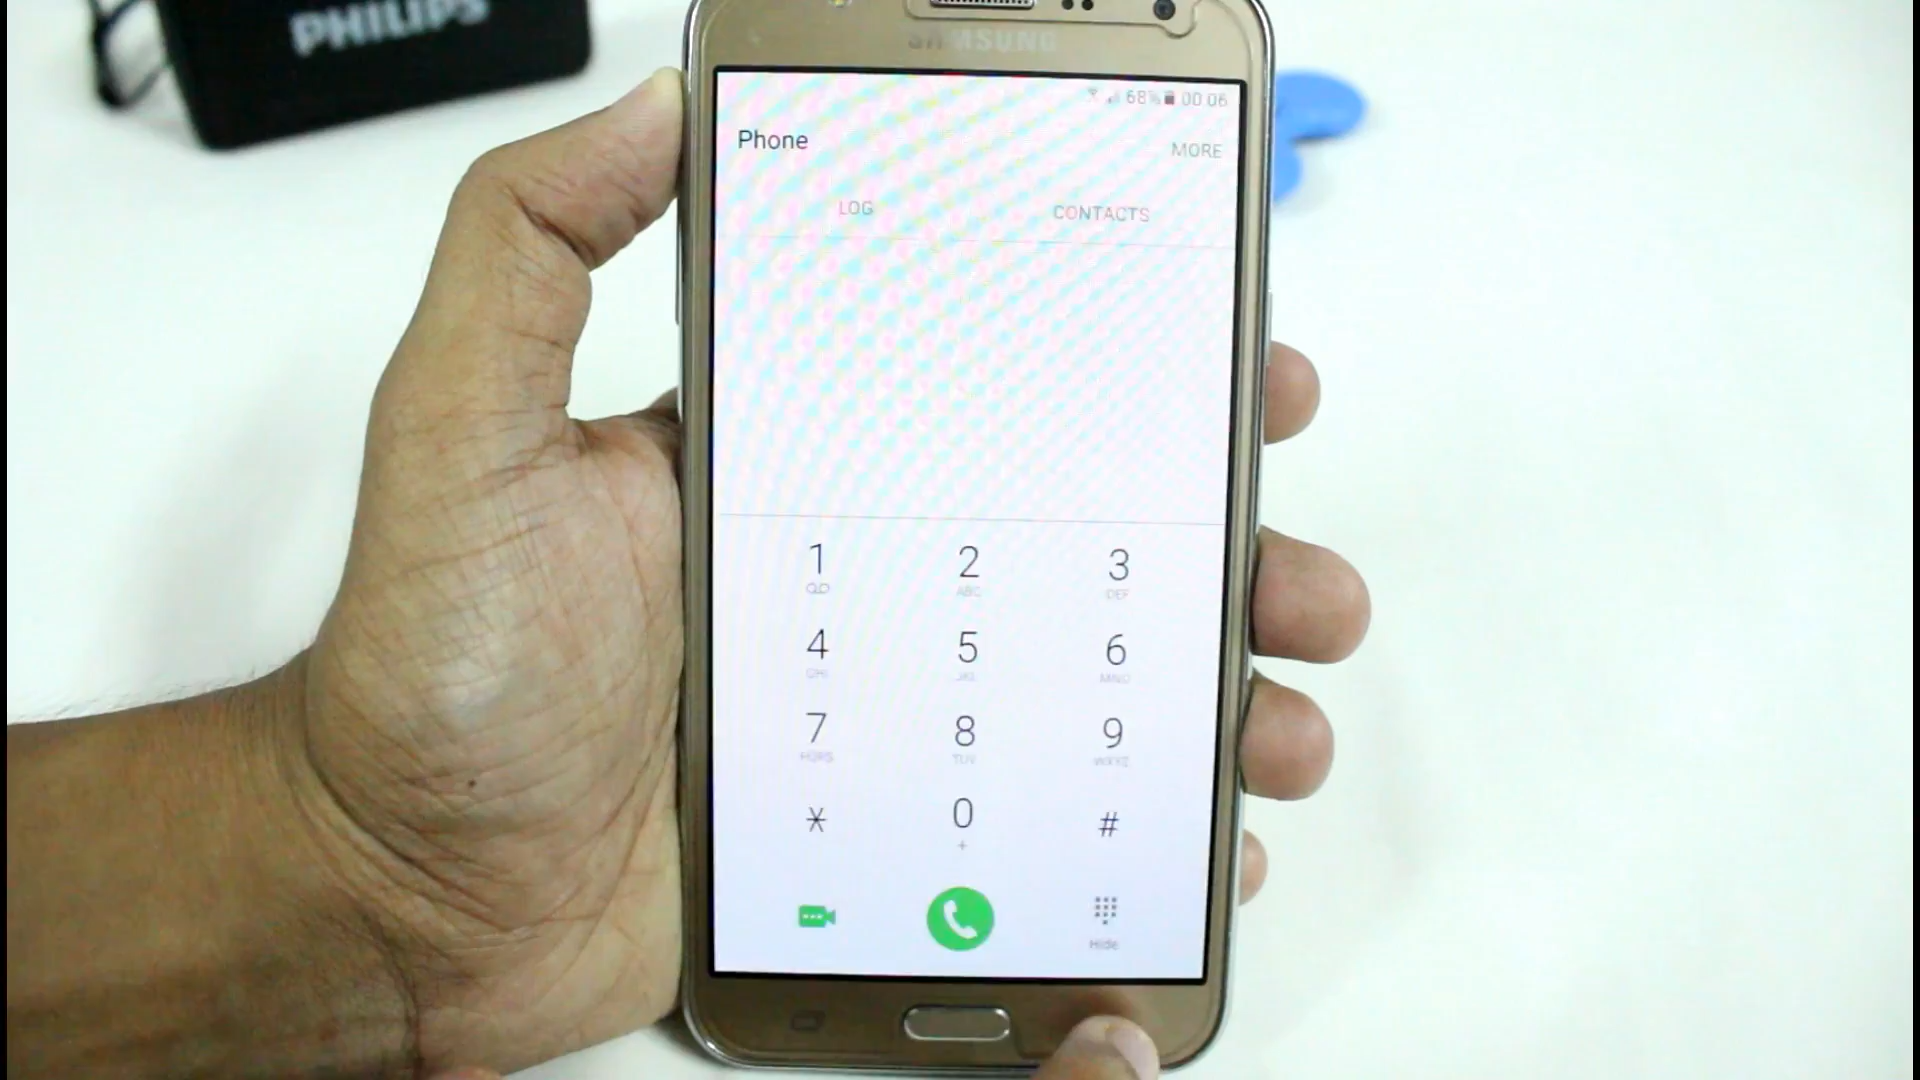 PHILIPS
SAMSUNG
68% 00:06
Phone
MORE
LOG CONTACTS
1 2 3
ABC DEF
4 5 6
GHI JKL MNO
7 8 9
PQRS TUV WXYZ
* 0 #
+
Hide